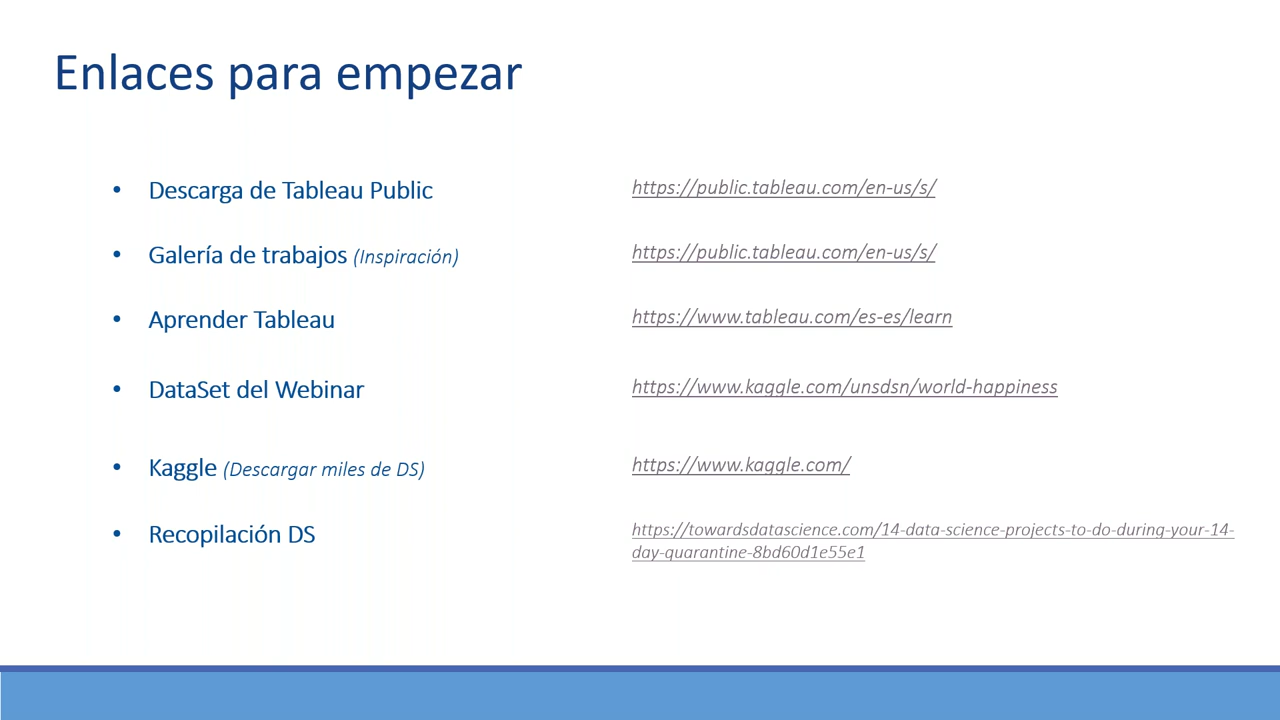 Enlaces para empezar
• Descarga de Tableau Public https://public.tableau.com/en-us/s/
• Galería de trabajos (Inspiración) https://public.tableau.com/en-us/s/
• Aprender Tableau https://www.tableau.com/es-es/learn
• DataSet del Webinar https://www.kaggle.com/unsdsn/world-happiness
• Kaggle (Descargar miles de DS) https://www.kaggle.com/
• Recopilación DS https://towardsdatascience.com/14-data-science-projects-to-do-during-your-14-
day-quarantine-8bd60d1e55e1